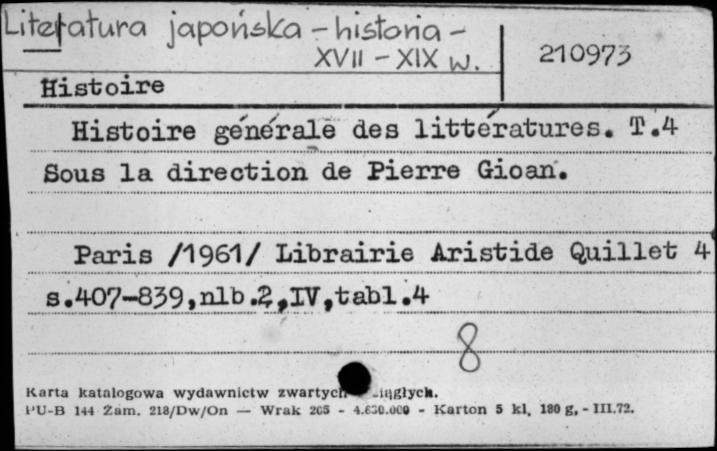 Literatura japońska - historia -
XVII - XIX w.
210973
Histoire
Histoire générale des littératures. T.4
Sous la direction de Pierre Gioan.
Paris /1961/ Librairie Aristide Quillet 4
s.407-839,nlb.2,IV,tabl.4
8
Karta katalogowa wydawnictw zwartych
PU-B 144 Zam. 218/Dw/On — Wrak 205 - 4.630.000 - Karton 5 kl, 180 g, - III.72.